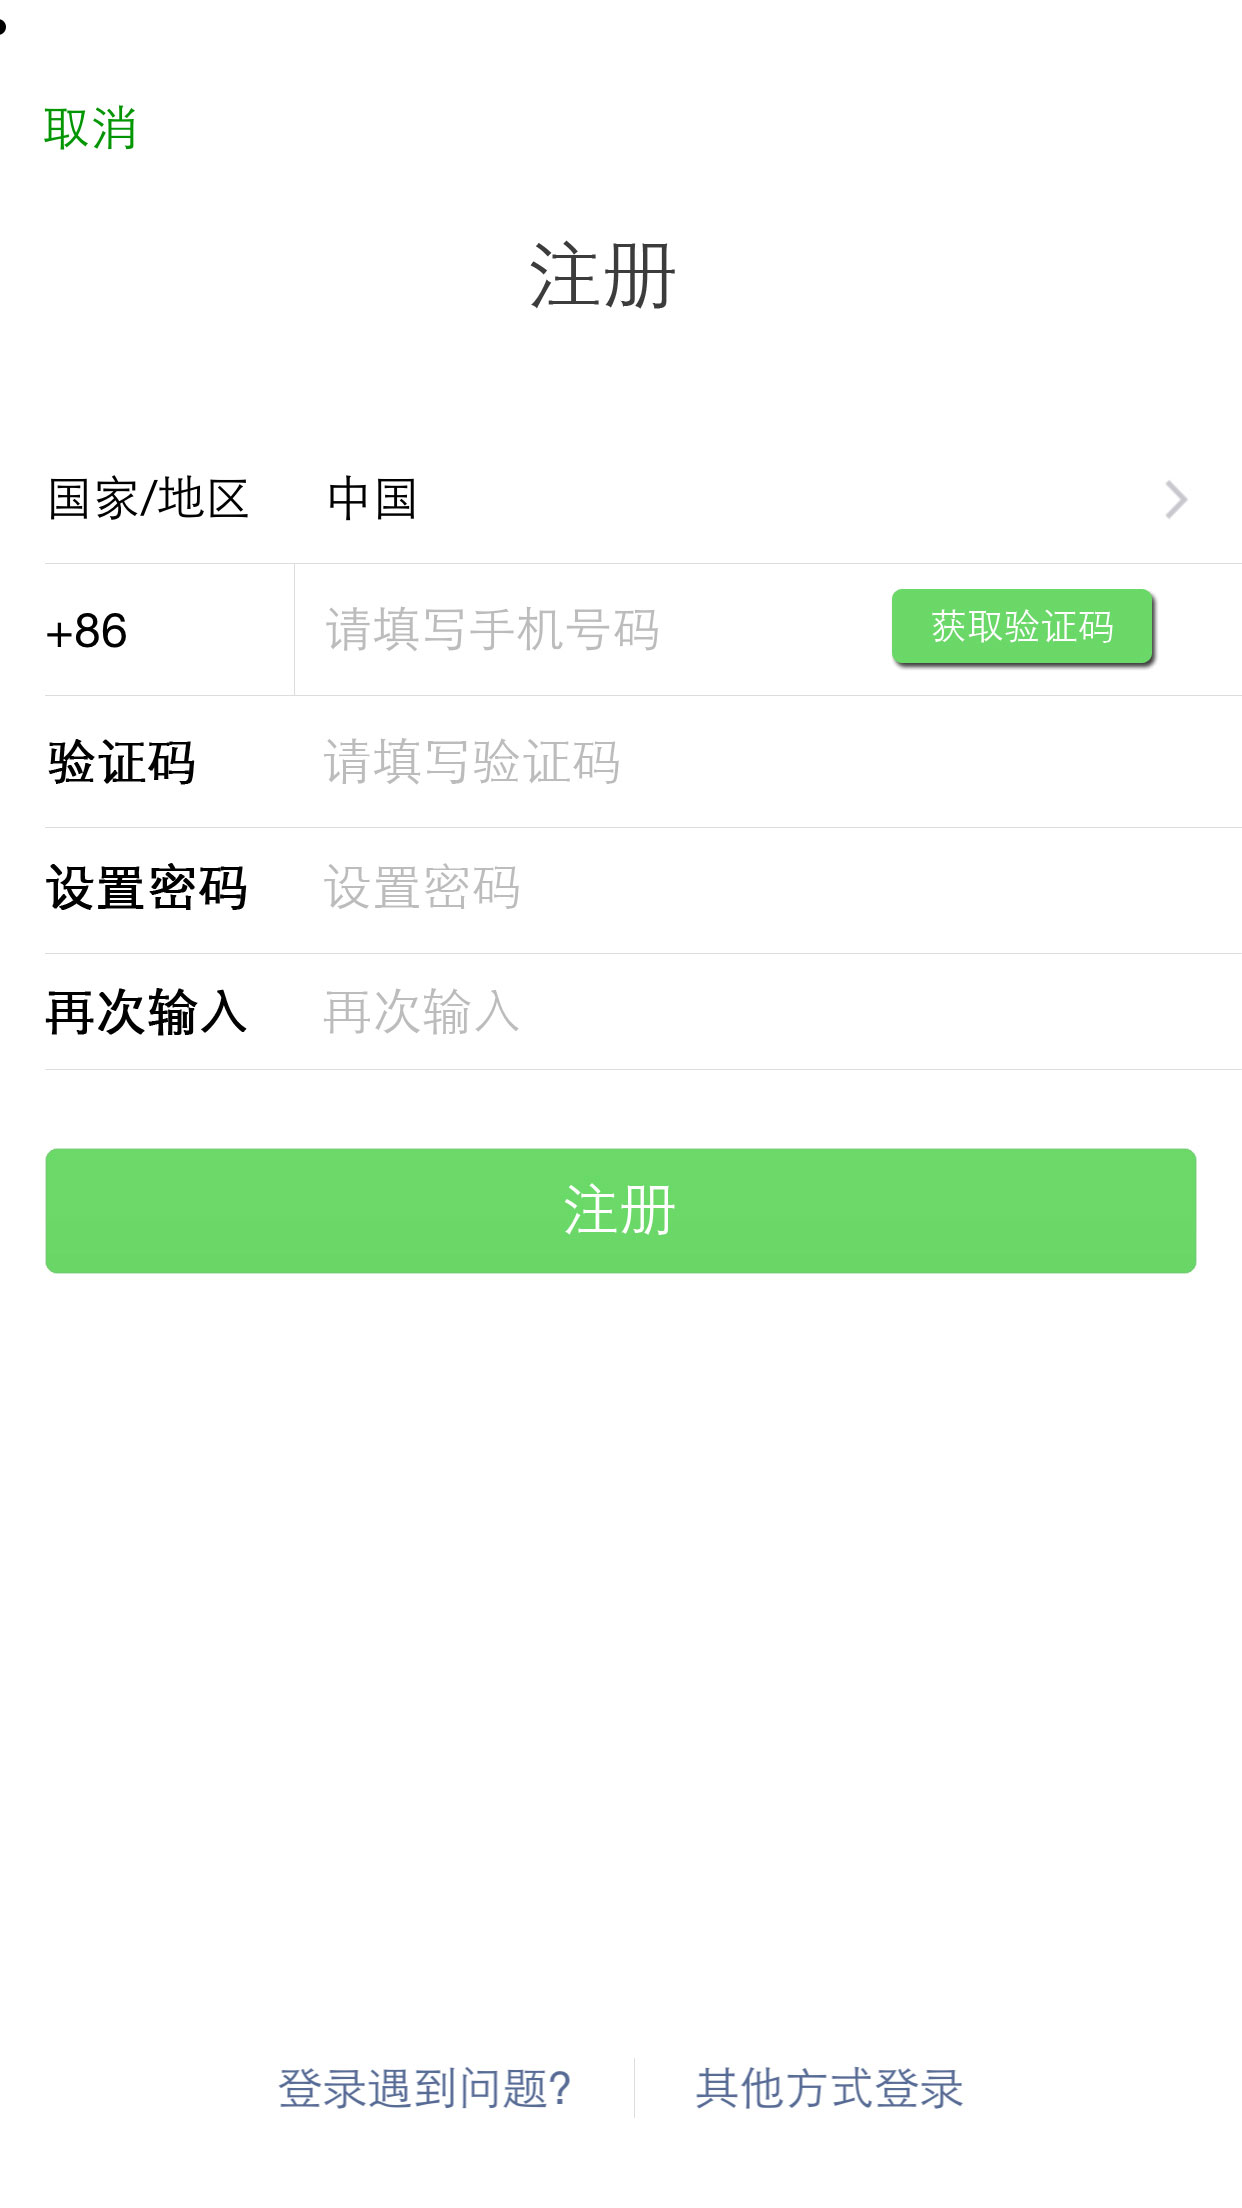 取消
注册
国家/地区 中国
+86 请填写手机号码 获取验证码
验证码 请填写验证码
设置密码 设置密码
再次输入 再次输入
注册
登录遇到问题? 其他方式登录